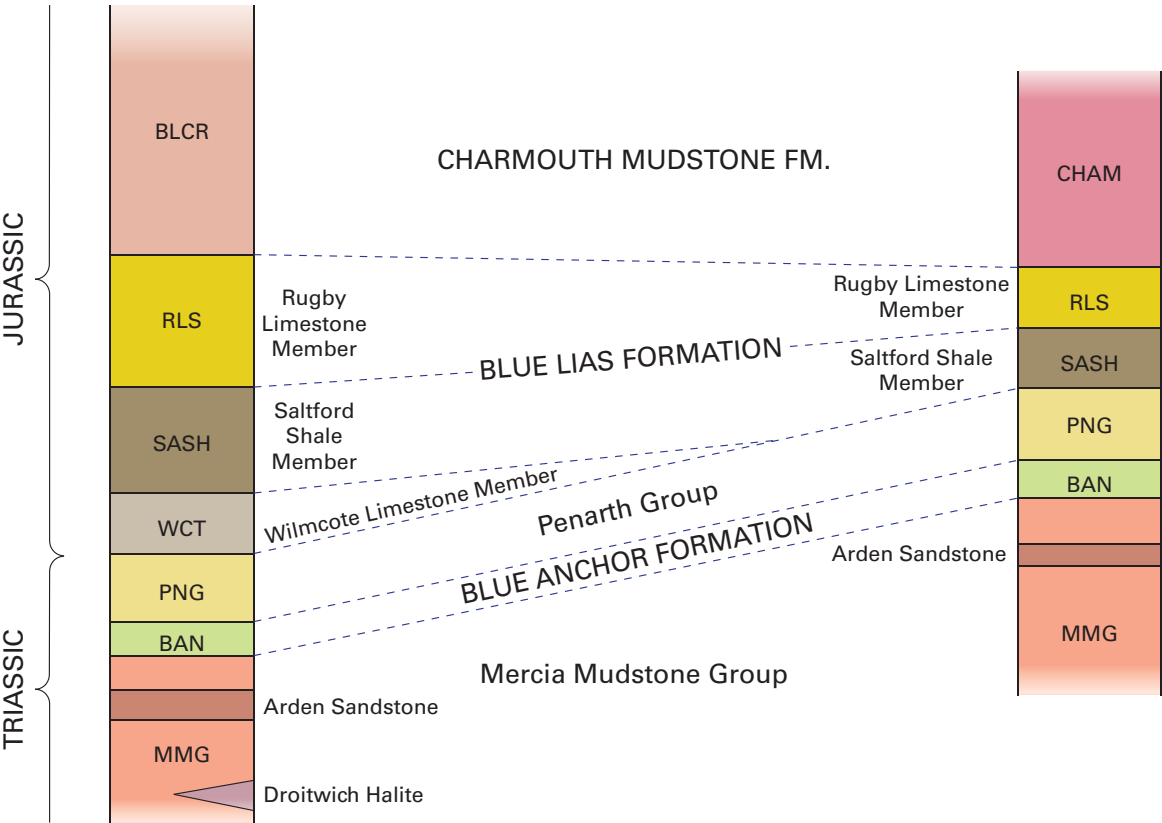 JURASSIC
TRIASSIC
BLCR
RLS
SASH
WCT
PNG
BAN
MMG
Rugby
Limestone
Member
Saltford
Shale
Member
Wilmcote Limestone Member
Arden Sandstone
Droitwich Halite
CHARMOUTH MUDSTONE FM.
BLUE LIAS FORMATION
Penarth Group
BLUE ANCHOR FORMATION
Mercia Mudstone Group
Rugby Limestone
Member
Saltford Shale
Member
Arden Sandstone
CHAM
RLS
SASH
PNG
BAN
MMG